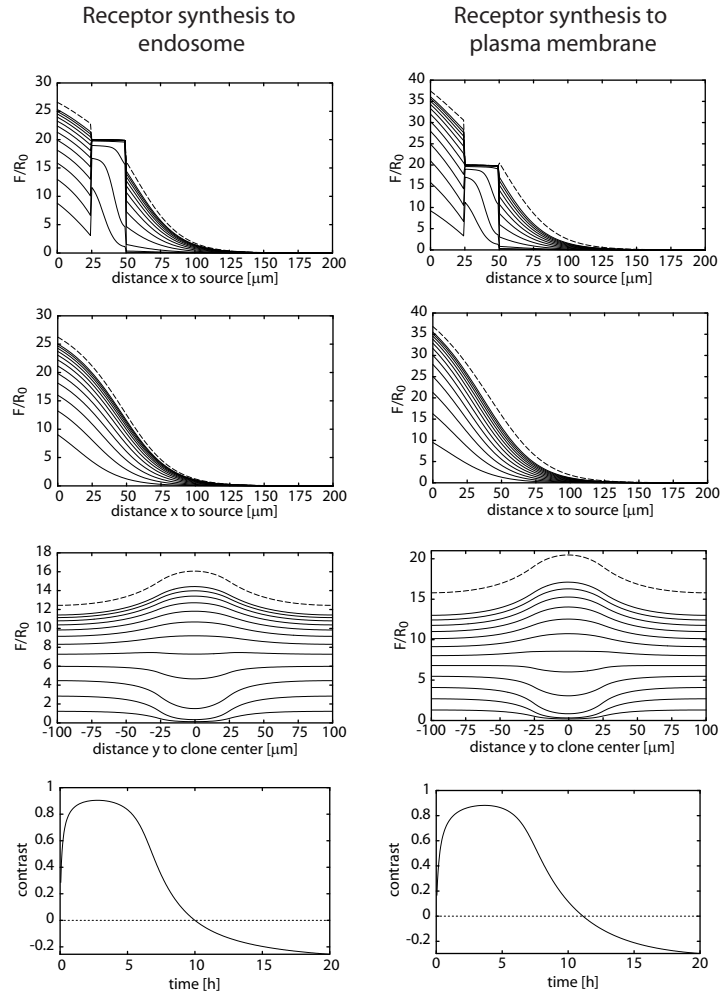 Receptor synthesis to
endosome
Receptor synthesis to
plasma membrane
30
25
20
15
10
5
0
F/R0
0 25 50 75 100 125 150 175 200
distance x to source [μm]
40
35
30
25
20
15
10
5
0
F/R0
0 25 50 75 100 125 150 175 200
distance x to source [μm]
30
25
20
15
10
5
0
F/R0
0 25 50 75 100 125 150 175 200
distance x to source [μm]
40
35
30
25
20
15
10
5
0
F/R0
0 25 50 75 100 125 150 175 200
distance x to source [μm]
18
16
14
12
10
8
6
4
2
0
F/R0
-100 -75 -50 -25 0 25 50 75 100
distance y to clone center [μm]
20
15
10
5
0
F/R0
-100 -75 -50 -25 0 25 50 75 100
distance y to clone center [μm]
1
0.8
0.6
0.4
0.2
0
-0.2
contrast
0 5 10 15 20
time [h]
1
0.8
0.6
0.4
0.2
0
-0.2
contrast
0 5 10 15 20
time [h]